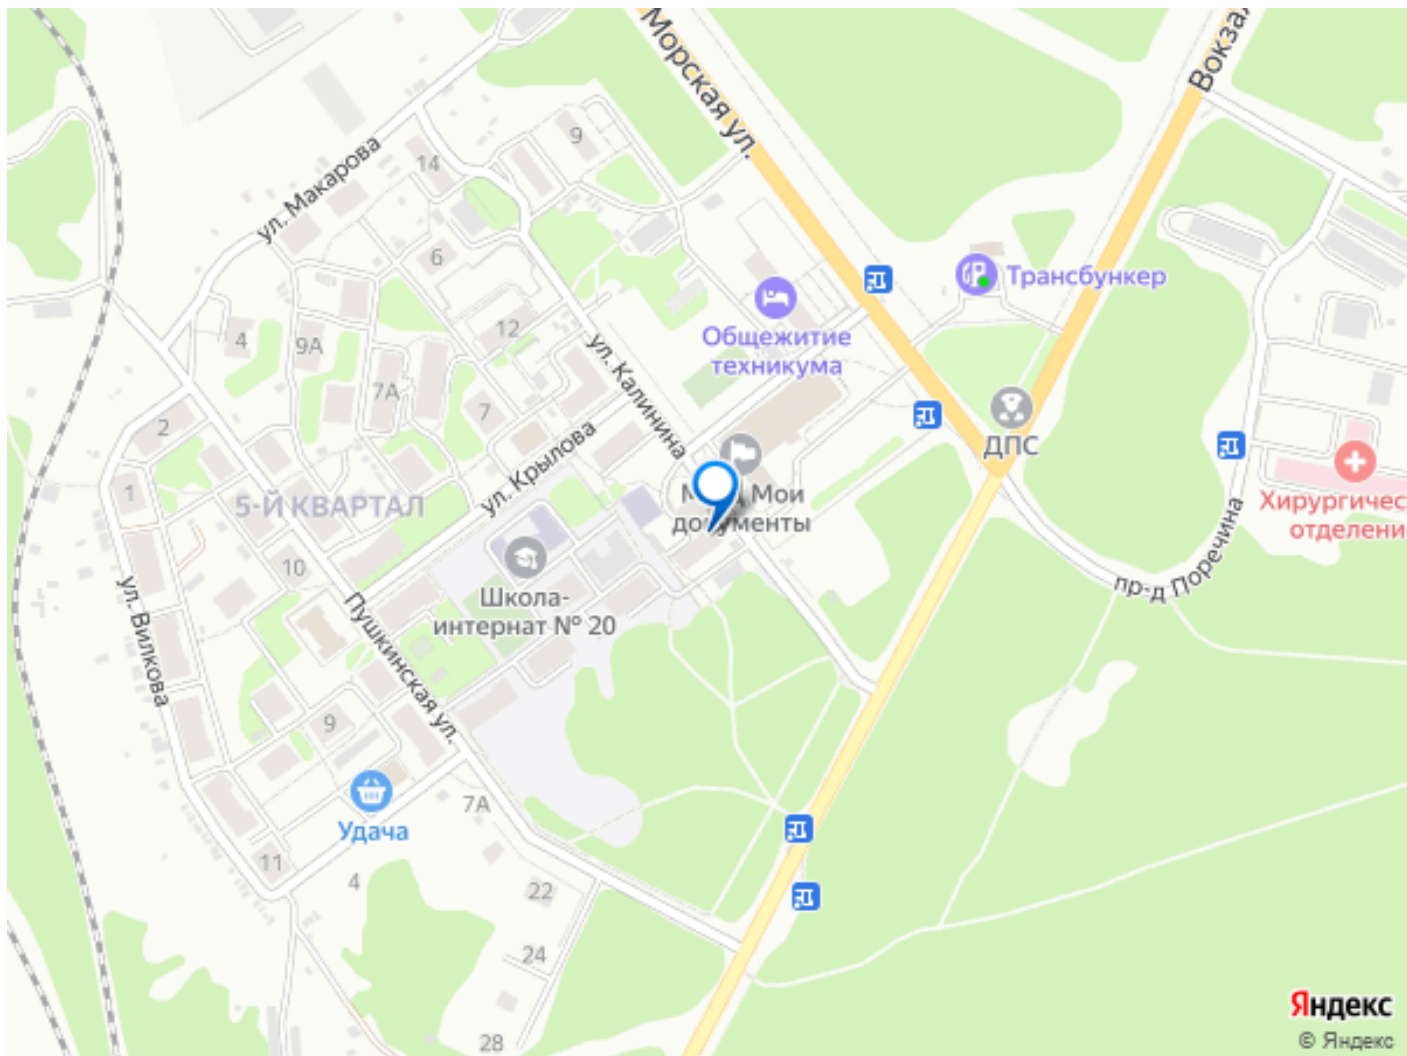 Морская ул.
Вокзал
9
ул. Макарова
14
6
Трансбункер
Общежитие
техникума
12
4
9А
ул. Калинина
7А
7
2
ДПС
ул. Крылова
1
5-Й КВАРТАЛ
Мои
документы
Хирургичес
отделени
10
Школа-
интернат № 20
пр-д Поречина
ул. Вилкова
Пушкинская ул.
9
7А
Удача
11
4
22
24
28
Яндекс
© Яндекс